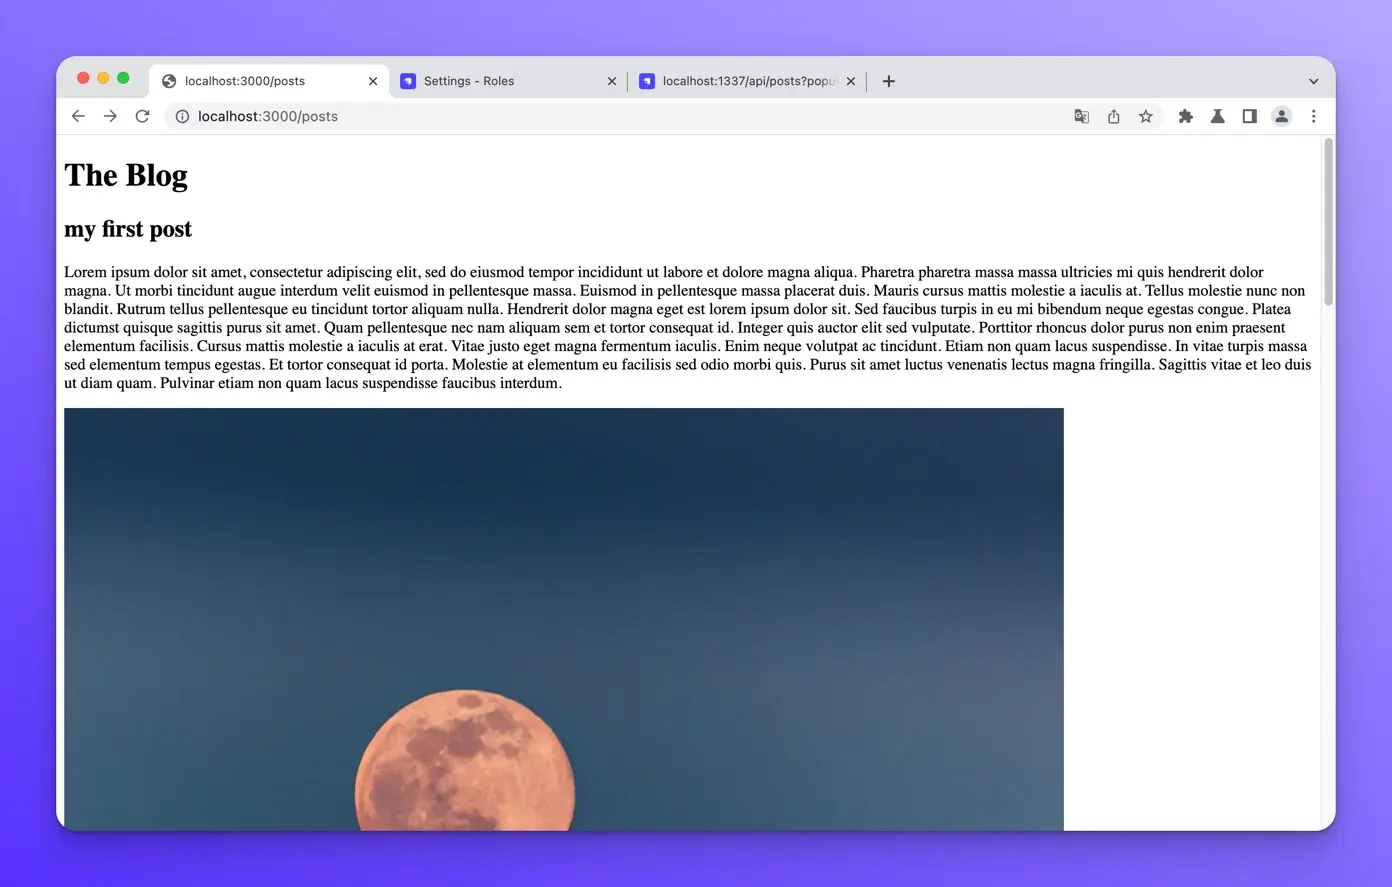 localhost:3000/posts
Settings - Roles
localhost:1337/api/posts?popu
localhost:3000/posts
The Blog
my first post
Lorem ipsum dolor sit amet, consectetur adipiscing elit, sed do eiusmod tempor incididunt ut labore et dolore magna aliqua. Pharetra pharetra massa massa ultricies mi quis hendrerit dolor
magna. Ut morbi tincidunt augue interdum velit euismod in pellentesque massa. Euismod in pellentesque massa placerat duis. Mauris cursus mattis molestie a iaculis at. Tellus molestie nunc non
blandit. Rutrum tellus pellentesque eu tincidunt tortor aliquam nulla. Hendrerit dolor magna eget est lorem ipsum dolor sit. Sed faucibus turpis in eu mi bibendum neque egestas congue. Platea
dictumst quisque sagittis purus sit amet. Quam pellentesque nec nam aliquam sem et tortor consequat id. Integer quis auctor elit sed vulputate. Porttitor rhoncus dolor purus non enim praesent
elementum facilisis. Cursus mattis molestie a iaculis at erat. Vitae justo eget magna fermentum iaculis. Enim neque volutpat ac tincidunt. Etiam non quam lacus suspendisse. In vitae turpis massa
sed elementum tempus egestas. Et tortor consequat id porta. Molestie at elementum eu facilisis sed odio morbi quis. Purus sit amet luctus venenatis lectus magna fringilla. Sagittis vitae et leo duis
ut diam quam. Pulvinar etiam non quam lacus suspendisse faucibus interdum.